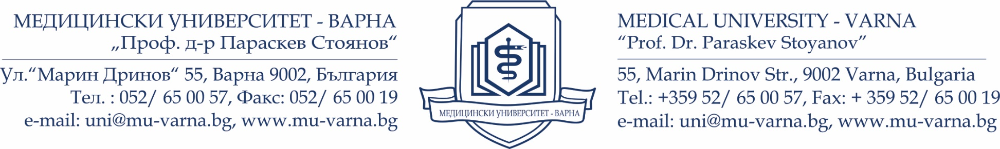 МЕДИЦИНСКИ УНИВЕРСИТЕТ - ВАРНА
„Проф. д-р Параскев Стоянов“
Ул.“Марин Дринов“ 55, Варна 9002, България
Тел. : 052/ 65 00 57, Факс: 052/ 65 00 19
e-mail: uni@mu-varna.bg, www.mu-varna.bg
МЕДИЦИНСКИ УНИВЕРСИТЕТ - ВАРНА
MEDICAL UNIVERSITY - VARNA
“Prof. Dr. Paraskev Stoyanov”
55, Marin Drinov Str., 9002 Varna, Bulgaria
Tel.: +359 52/ 65 00 57, Fax: + 359 52/ 65 00 19
e-mail: uni@mu-varna.bg, www.mu-varna.bg